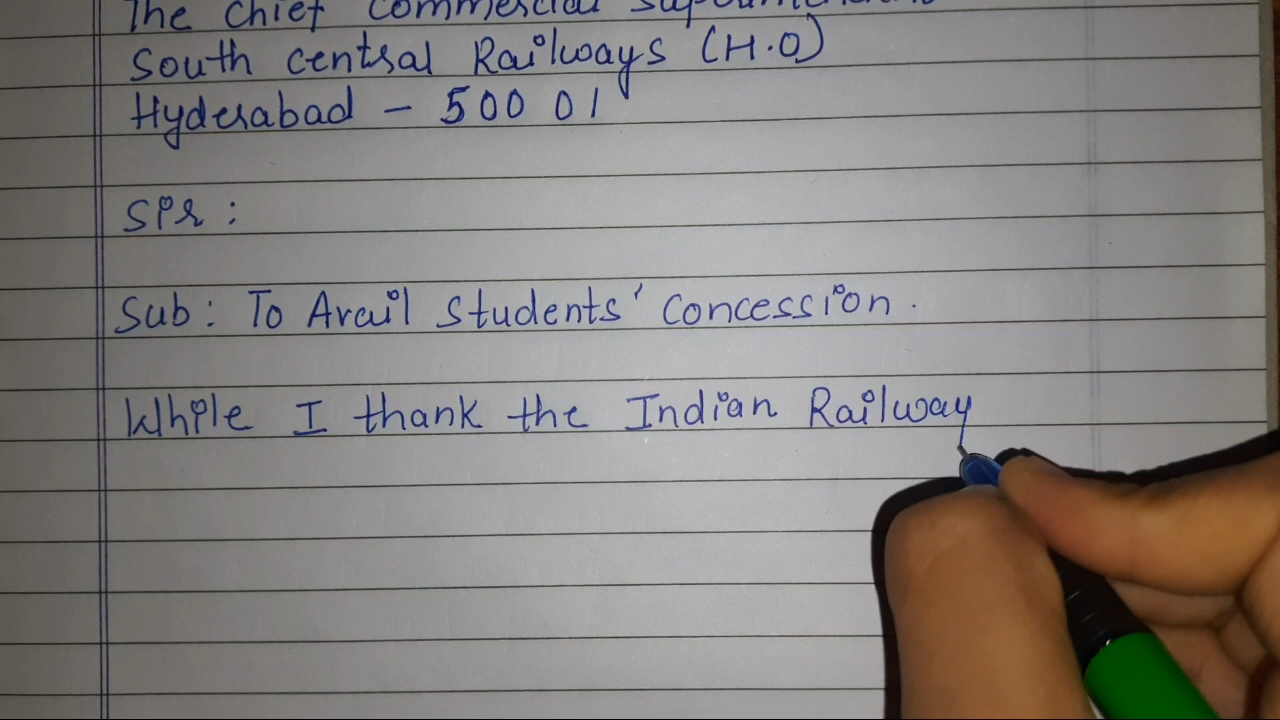 The Chief Commercial
South Central Railways (H.O)
Hyderabad - 500 01
Sir :
Sub : To Avail Students' Concession.
While I thank the Indian Railway